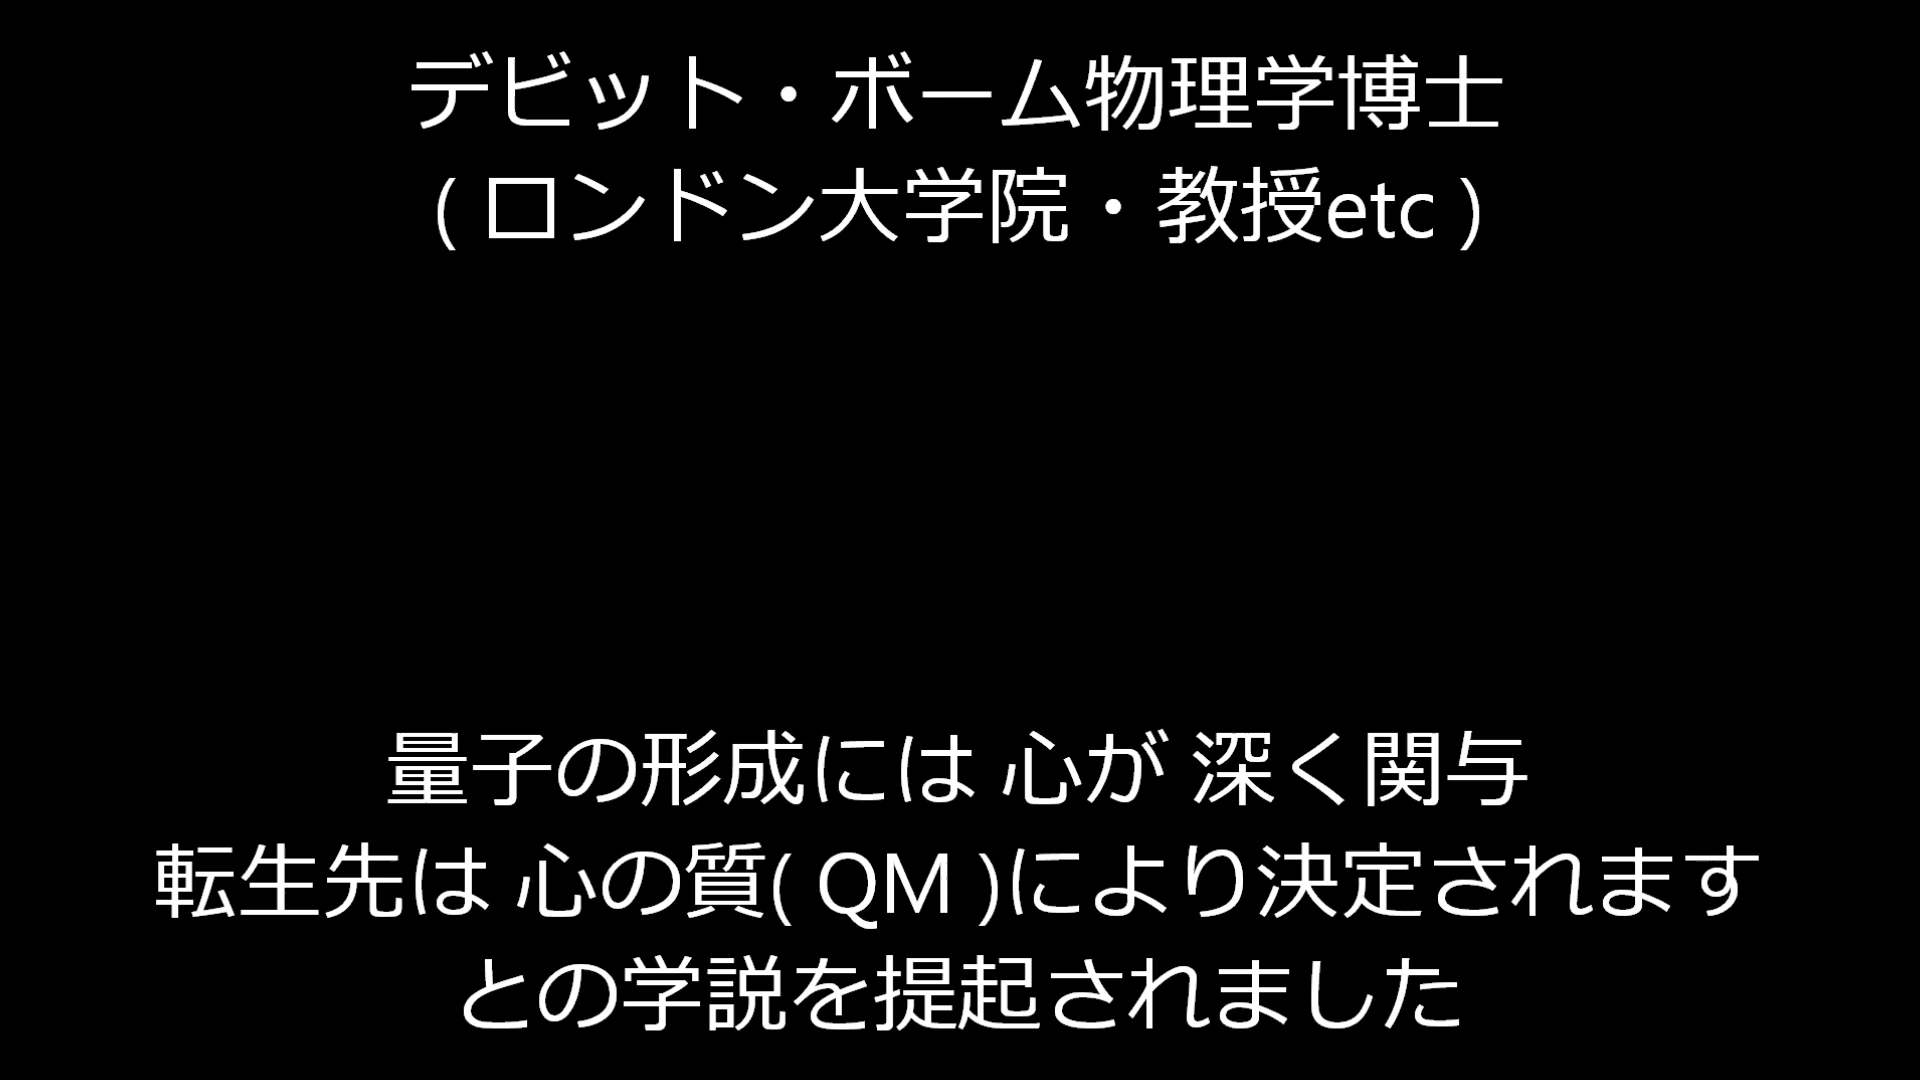 デビット・ボーム物理学博士
( ロンドン大学院・教授etc )
量子の形成には 心が 深く関与
転生先は 心の質( QM )により決定されます
との学説を提起されました